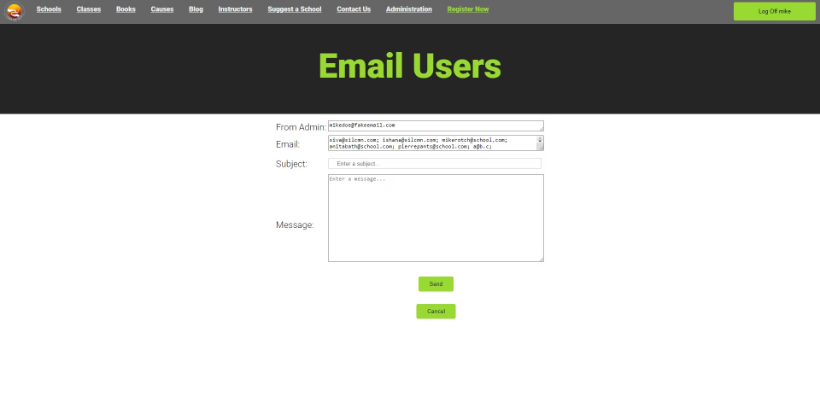 Schools Classes Books Causes Blog Instructors Suggest a School Contact Us Administration Register Now Log Off mike
Email Users
From Admin: mikedoe@fakeemail.com
Email: siva@silcmn.com; ishana@silcmn.com; mikerotch@school.com;
anitabath@school.com; pierrepants@school.com; a@b.c;
Subject: Enter a subject..
Message: Enter a message...
Send
Cancel